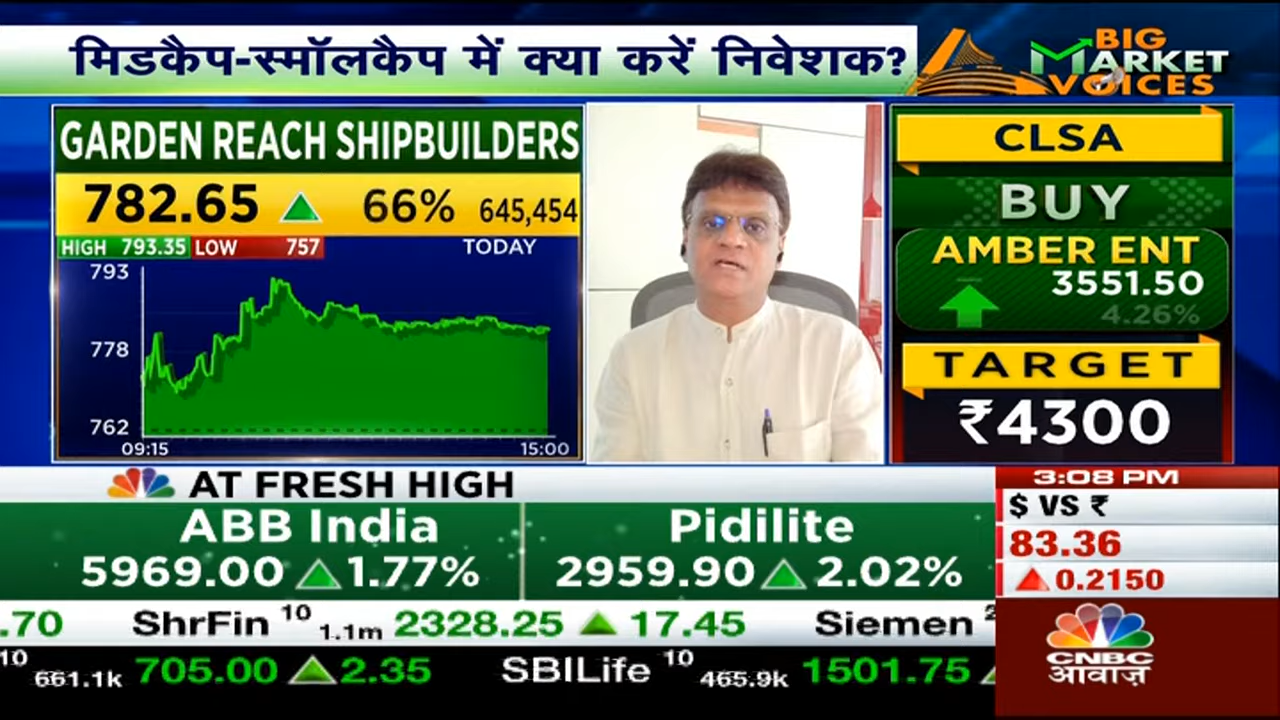 मिडकैप-स्मॉलकैप में क्या करें निवेशक?
BIG
MARKET
VOICES
GARDEN REACH SHIPBUILDERS
782.65 66% 645,454
HIGH 793.35 LOW 757 TODAY
793
778
762
09:15 15:00
CLSA
BUY
AMBER ENT
3551.50
4.26%
TARGET
₹4300
AT FRESH HIGH
ABB India
5969.00 1.77%
Pidilite
2959.90 2.02%
3:08 PM
$ VS ₹
83.36
0.2150
.70 ShrFin 10 1.1m 2328.25 17.45 Siemen
10 661.1k 705.00 2.35 SBILife 10 465.9k 1501.75
CNBC
आवाज़